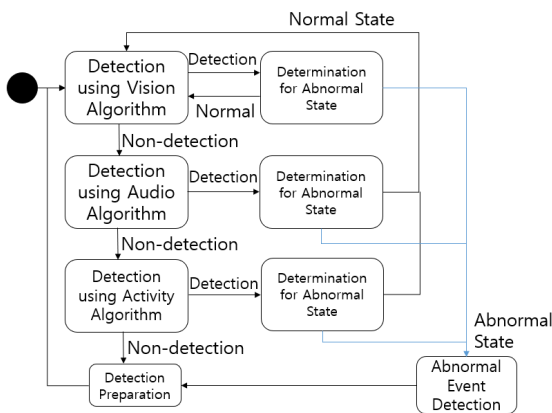 Normal State
Detection
using Vision
Algorithm
Detection
Determination
for Abnormal
State
Normal
Non-detection
Detection
using Audio
Algorithm
Detection
Determination
for Abnormal
State
Non-detection
Detection
using Activity
Algorithm
Detection
Determination
for Abnormal
State
Abnormal
State
Non-detection
Detection
Preparation
Abnormal
Event
Detection